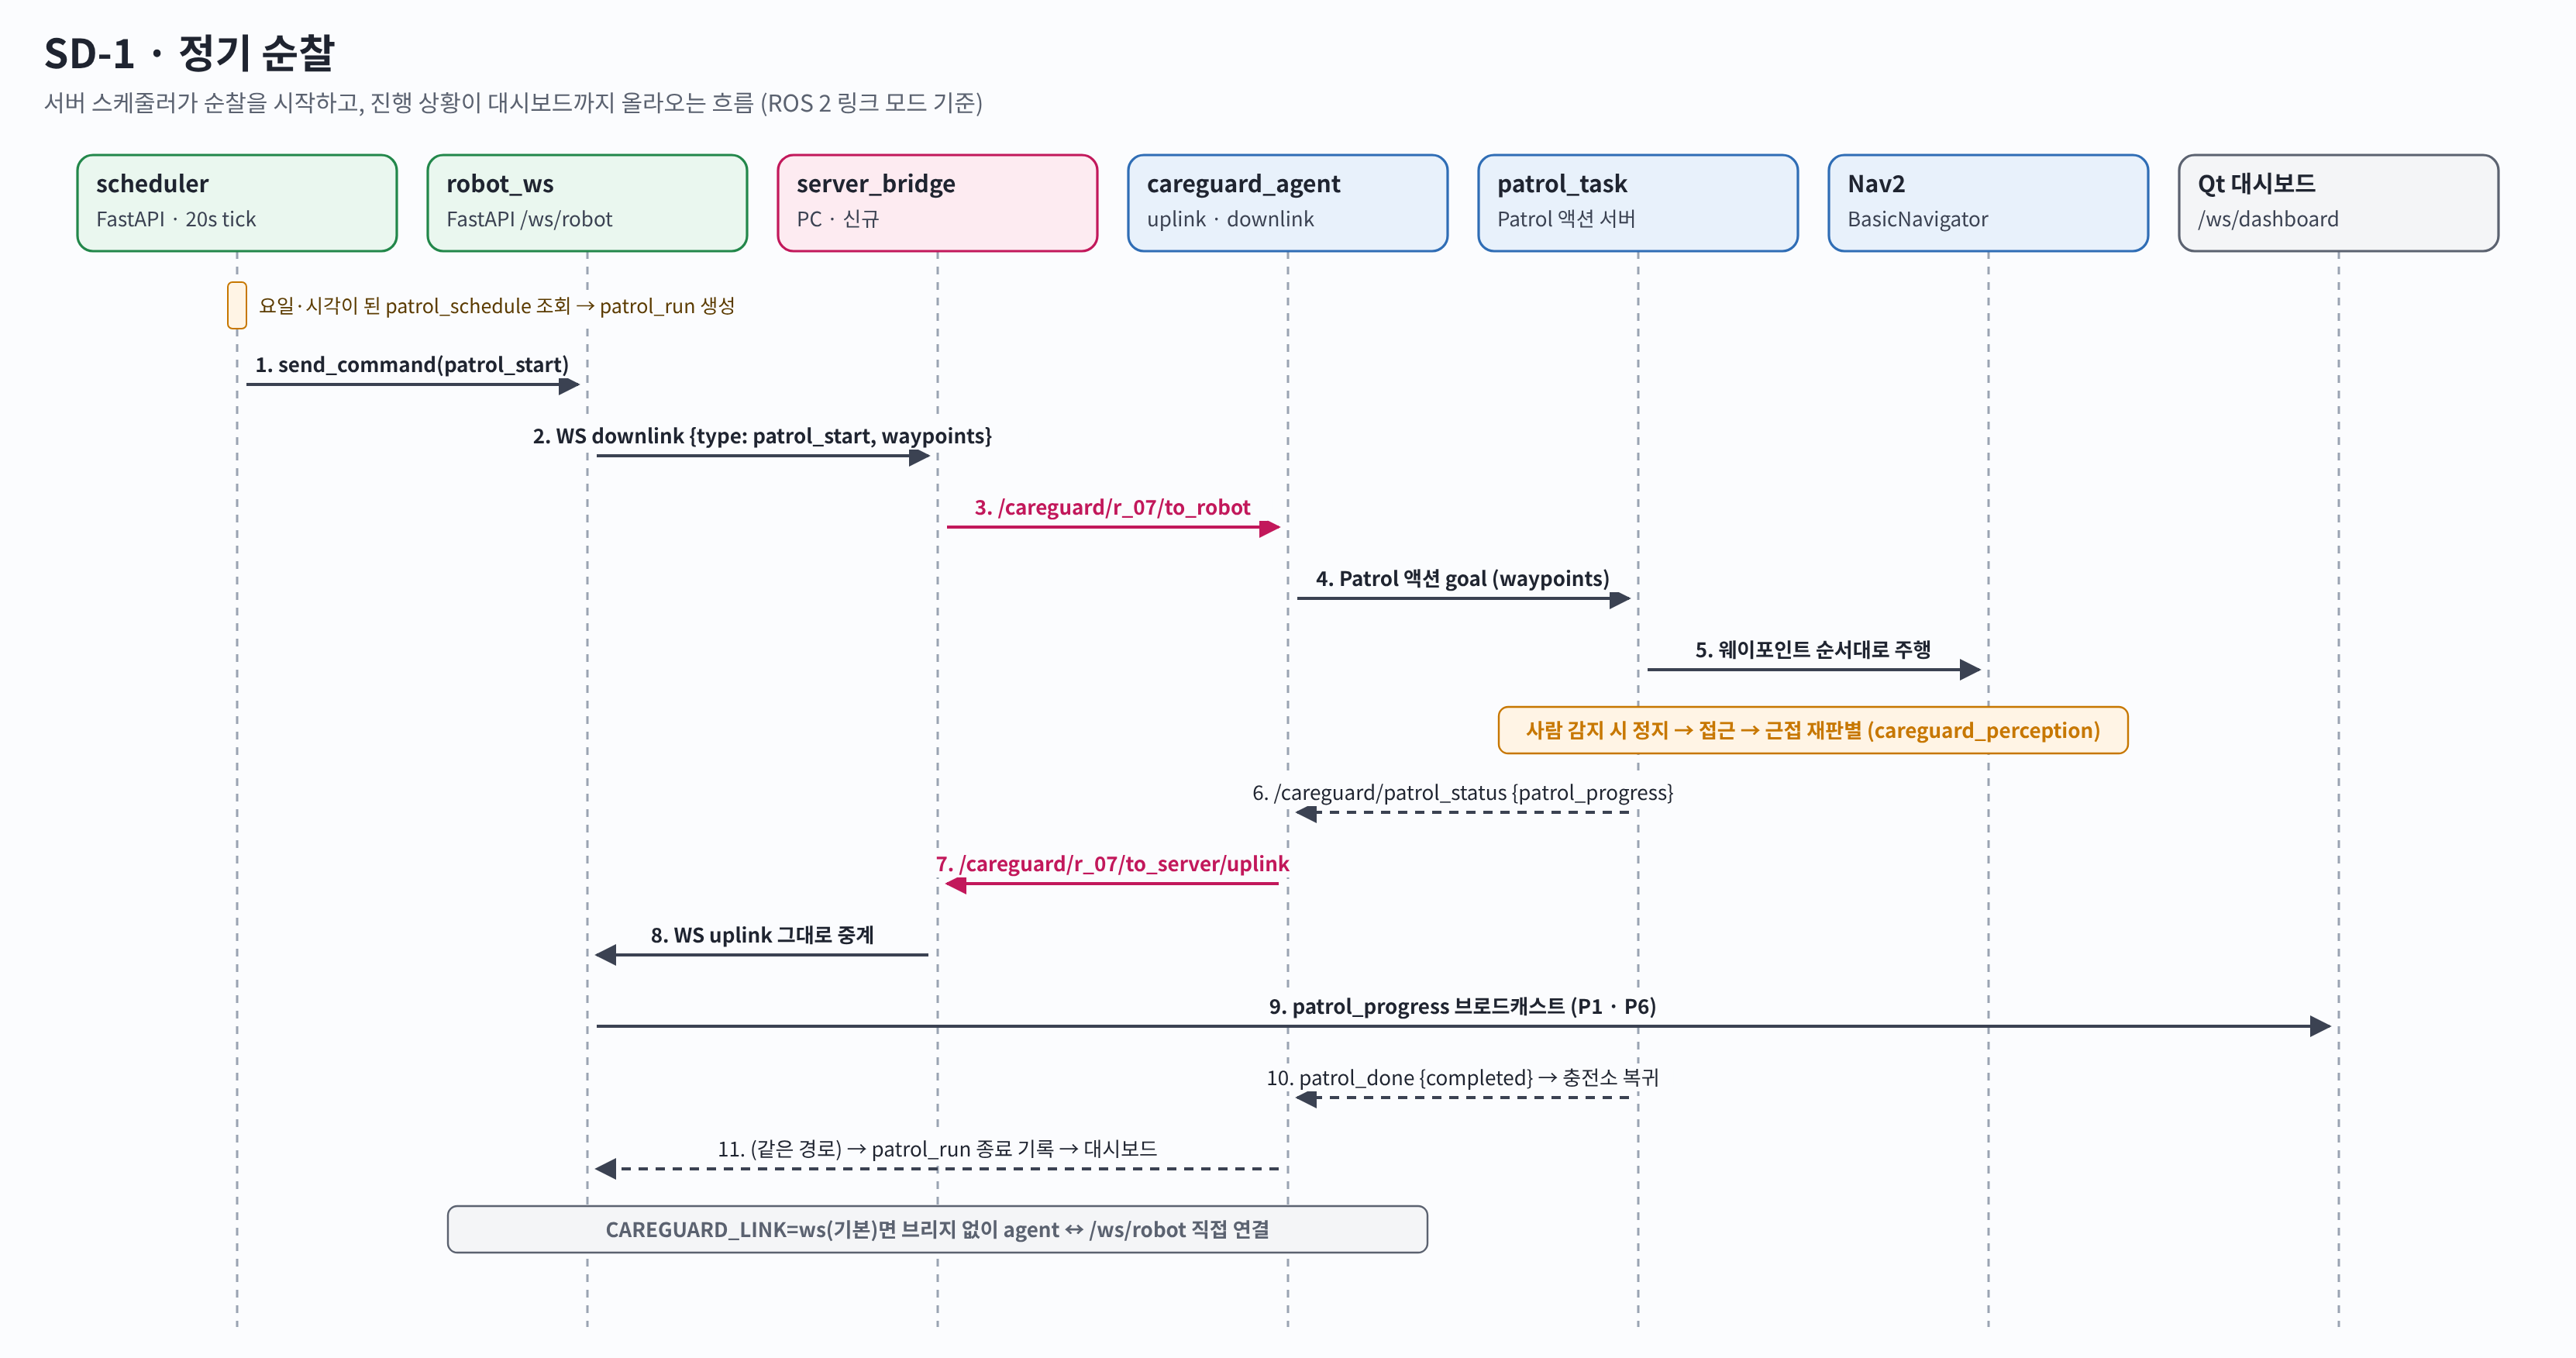 SD-1 · 정기 순찰
서버 스케줄러가 순찰을 시작하고, 진행 상황이 대시보드까지 올라오는 흐름 (ROS 2 링크 모드 기준)
scheduler
FastAPI · 20s tick
robot_ws
FastAPI /ws/robot
server_bridge
PC · 신규
careguard_agent
uplink · downlink
patrol_task
Patrol 액션 서버
Nav2
BasicNavigator
Qt 대시보드
/ws/dashboard
요일·시각이 된 patrol_schedule 조회 → patrol_run 생성
1. send_command(patrol_start)
2. WS downlink {type: patrol_start, waypoints}
3. /careguard/r_07/to_robot
4. Patrol 액션 goal (waypoints)
5. 웨이포인트 순서대로 주행
사람 감지 시 정지 → 접근 → 근접 재판별 (careguard_perception)
6. /careguard/patrol_status {patrol_progress}
7. /careguard/r_07/to_server/uplink
8. WS uplink 그대로 중계
9. patrol_progress 브로드캐스트 (P1 · P6)
10. patrol_done {completed} → 충전소 복귀
11. (같은 경로) → patrol_run 종료 기록 → 대시보드
CAREGUARD_LINK=ws(기본)면 브리지 없이 agent ↔ /ws/robot 직접 연결